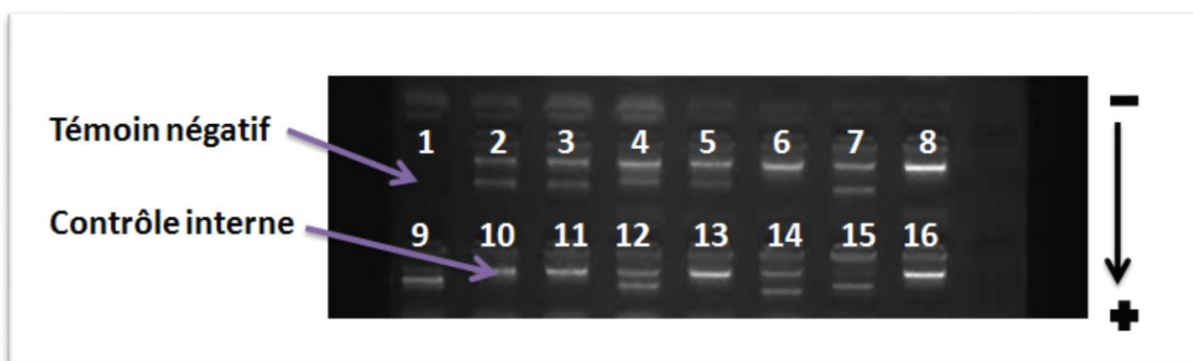 Témoin négatif
1 2 3 4 5 6 7 8
Contrôle interne
9 10 11 12 13 14 15 16
-
+